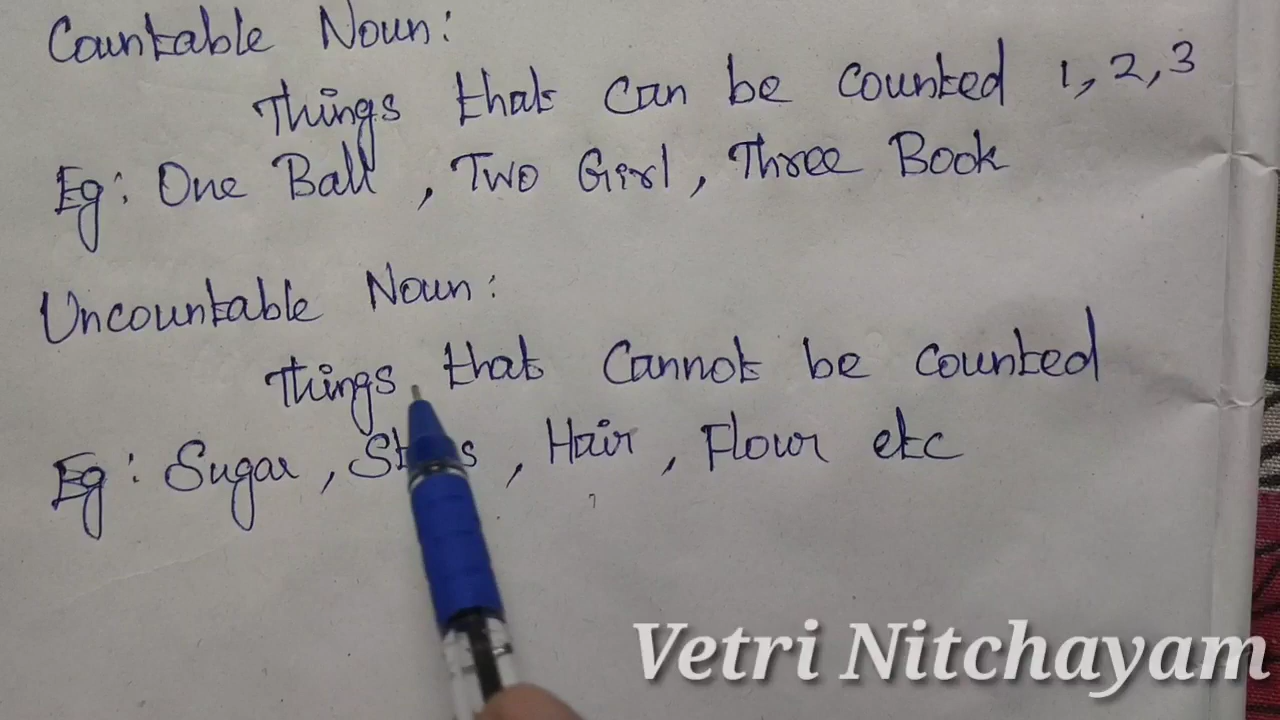 Countable Noun:
Things that can be counted 1, 2, 3
Eg: One Ball, Two Girl, Three Book
Uncountable Noun:
Things that cannot be counted
Eg: Sugar, Hair, Flour etc
Vetri Nitchayam